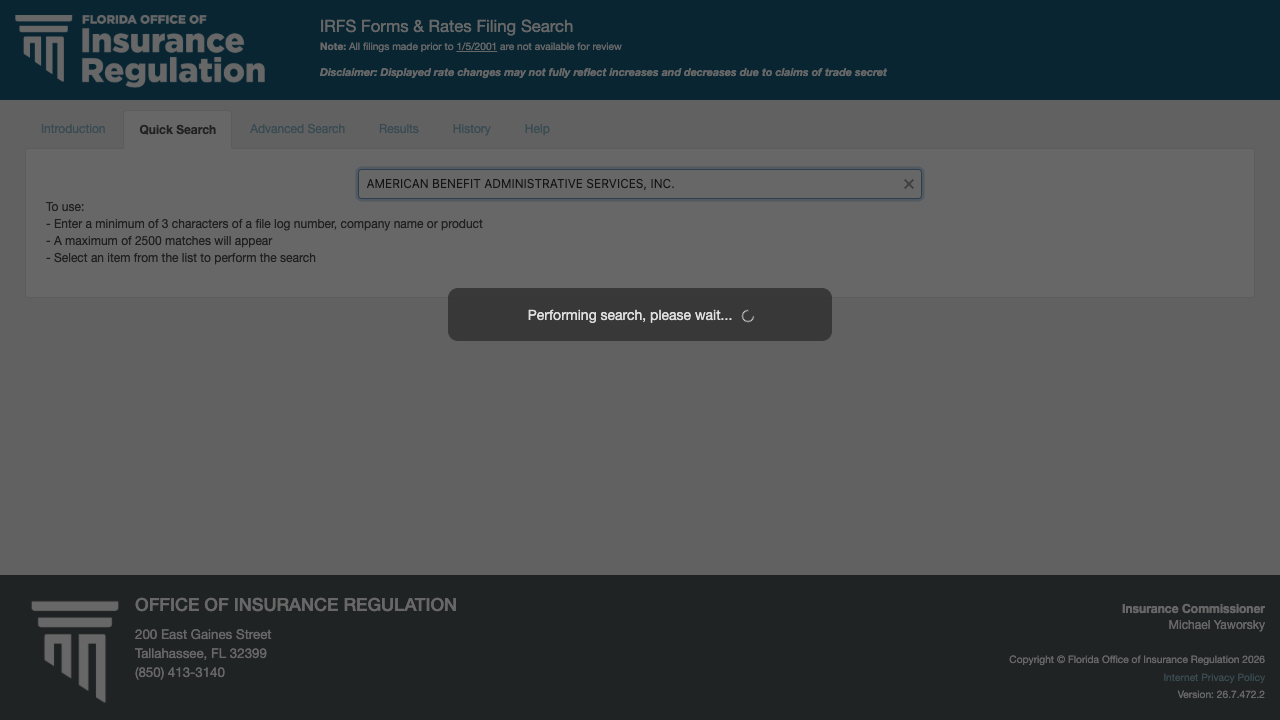 FLORIDA OFFICE OF
Insurance
Regulation
IRFS Forms & Rates Filing Search
Note: All filings made prior to 1/5/2001 are not available for review
Disclaimer: Displayed rate changes may not fully reflect increases and decreases due to claims of trade secret
Introduction
Quick Search
Advanced Search
Results
History
Help
AMERICAN BENEFIT ADMINISTRATIVE SERVICES, INC.
To use:
- Enter a minimum of 3 characters of a file log number, company name or product
- A maximum of 2500 matches will appear
- Select an item from the list to perform the search
Performing search, please wait...
OFFICE OF INSURANCE REGULATION
200 East Gaines Street
Tallahassee, FL 32399
(850) 413-3140
Insurance Commissioner
Michael Yaworsky
Copyright © Florida Office of Insurance Regulation 2026
Internet Privacy Policy
Version: 26.7.472.2